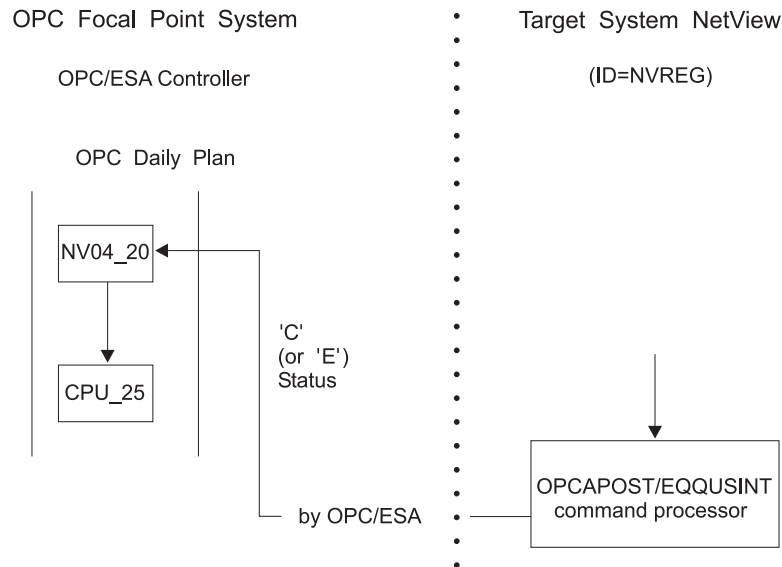 OPC Focal Point System
Target System NetView
OPC/ESA Controller
(ID=NVREG)
OPC Daily Plan
NV04_20
'C'
(or 'E')
Status
CPU_25
OPCAPOST/EQQUSINT
command processor
by OPC/ESA